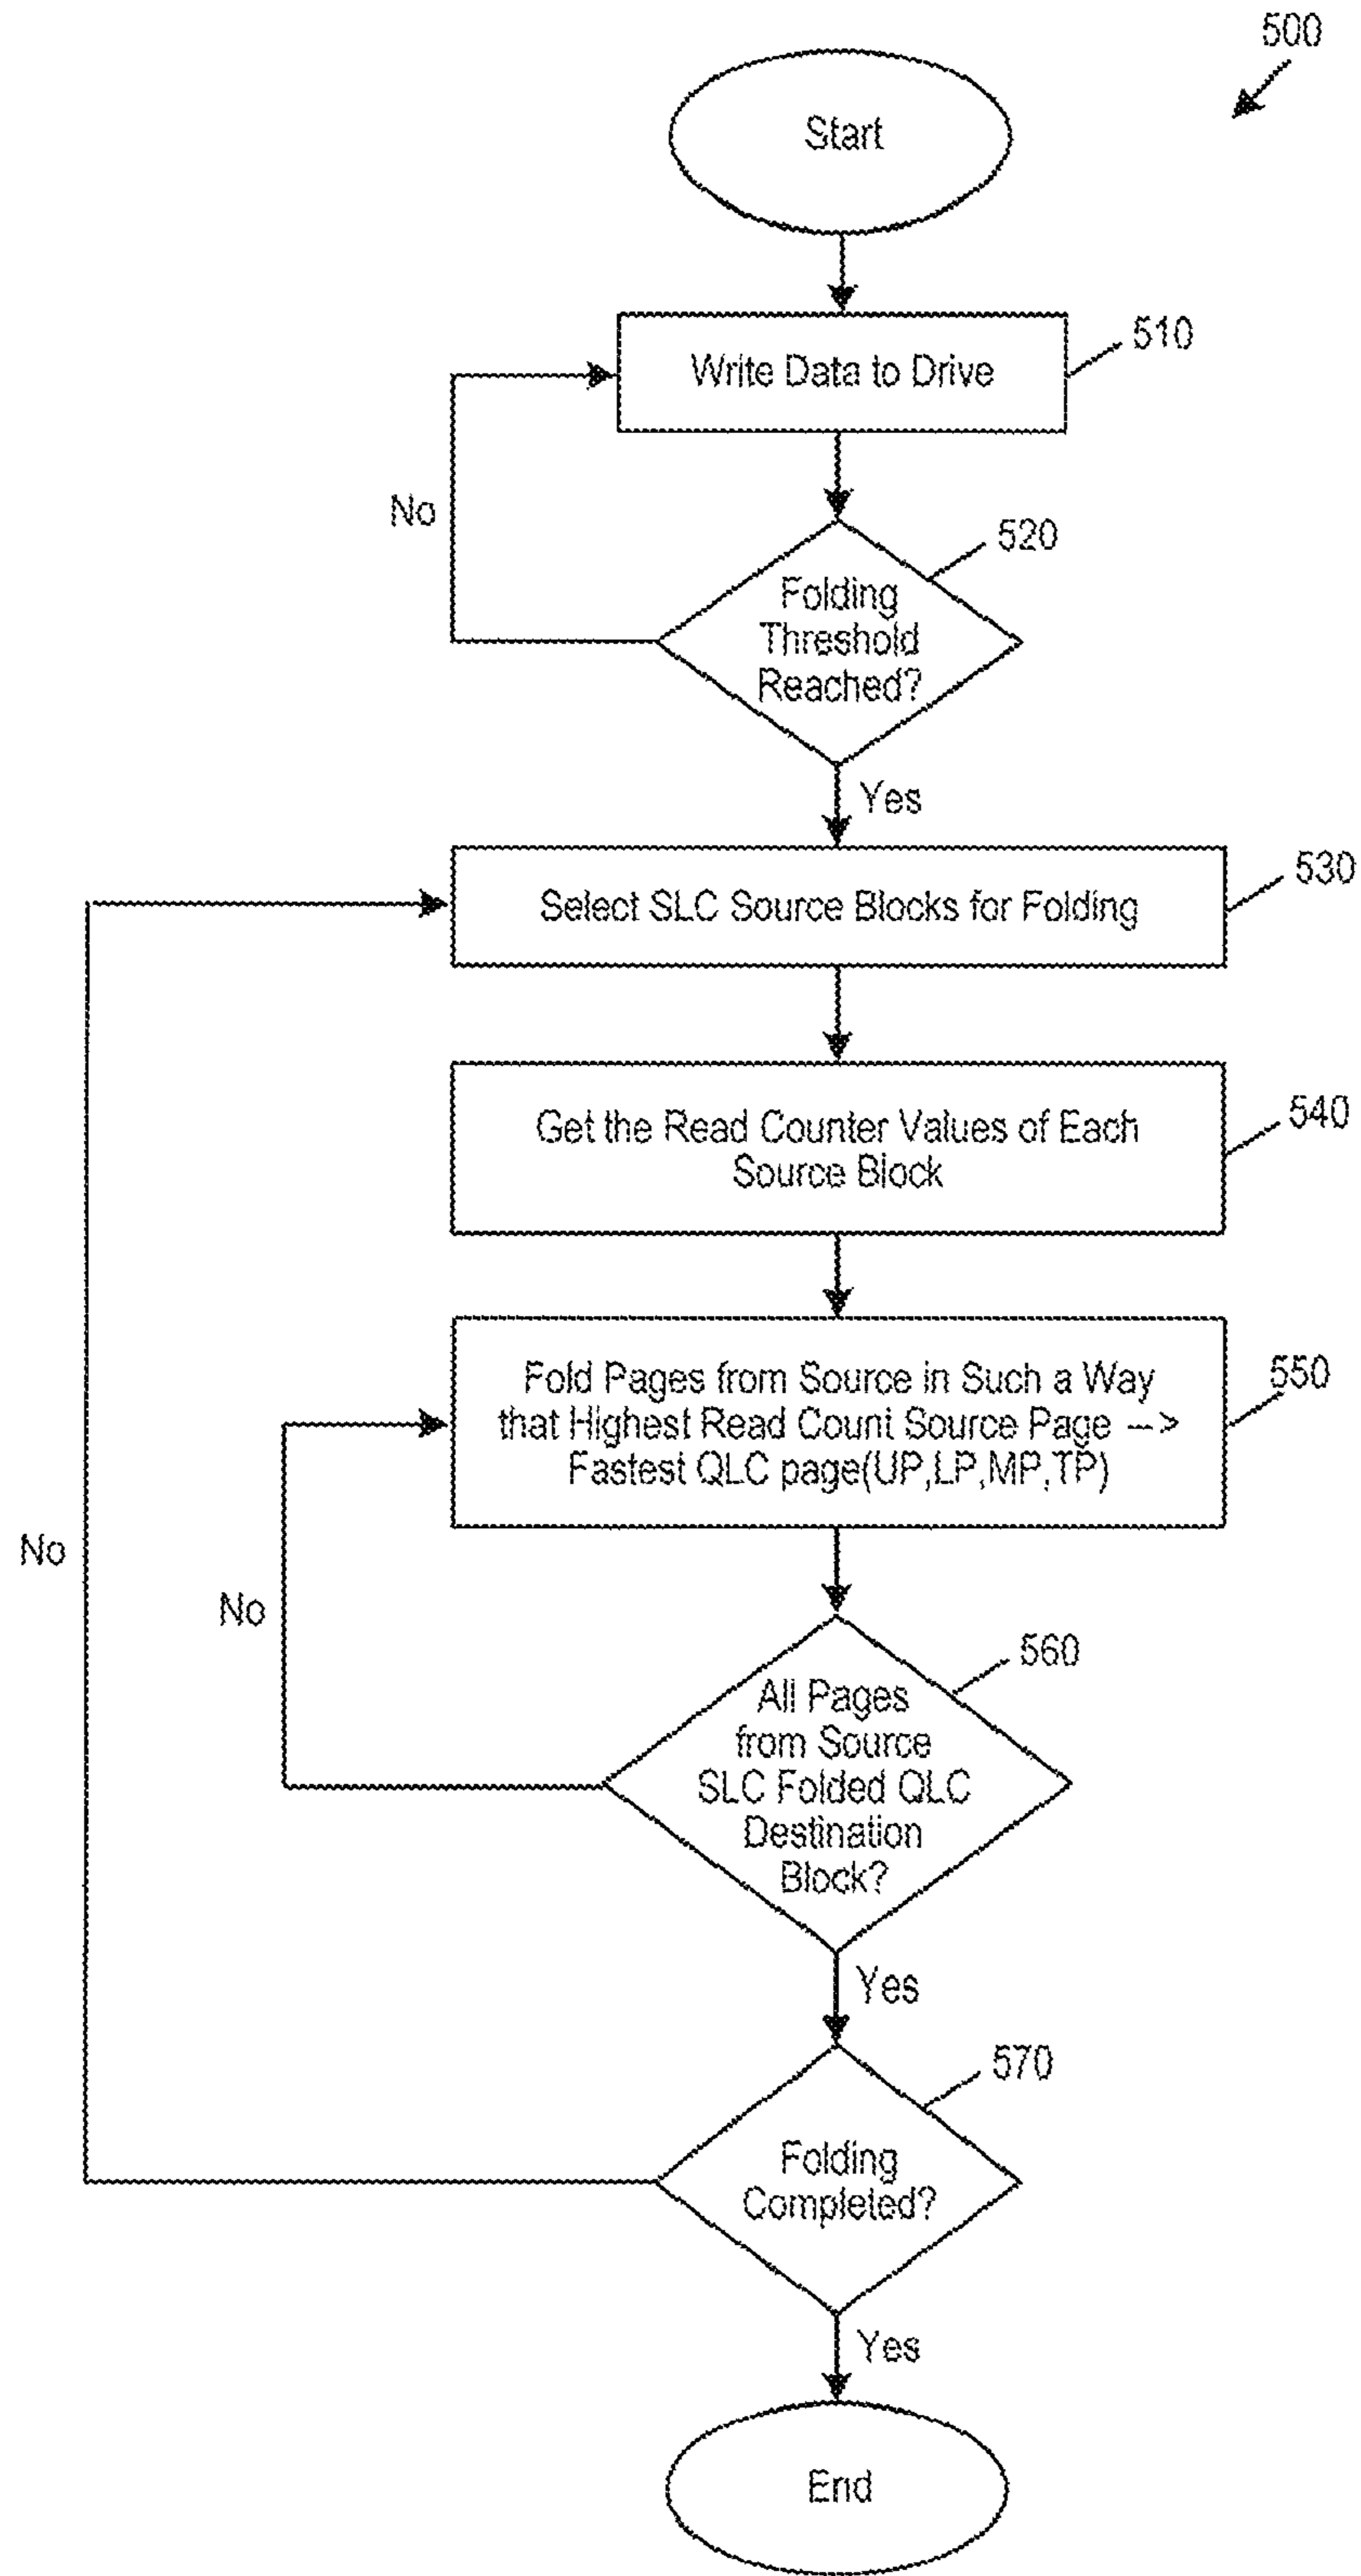 500
Start
510
Write Data to Drive
No
520
Folding
Threshold
Reached?
Yes
530
Select SLC Source Blocks for Folding
540
Get the Read Counter Values of Each
Source Block
550
Fold Pages from Source in Such a Way
that Highest Read Count Source Page -->
Fastest QLC page(UP,LP,MP,TP)
No
No
560
All Pages
from Source
SLC Folded QLC
Destination
Block?
Yes
570
Folding
Completed?
Yes
End